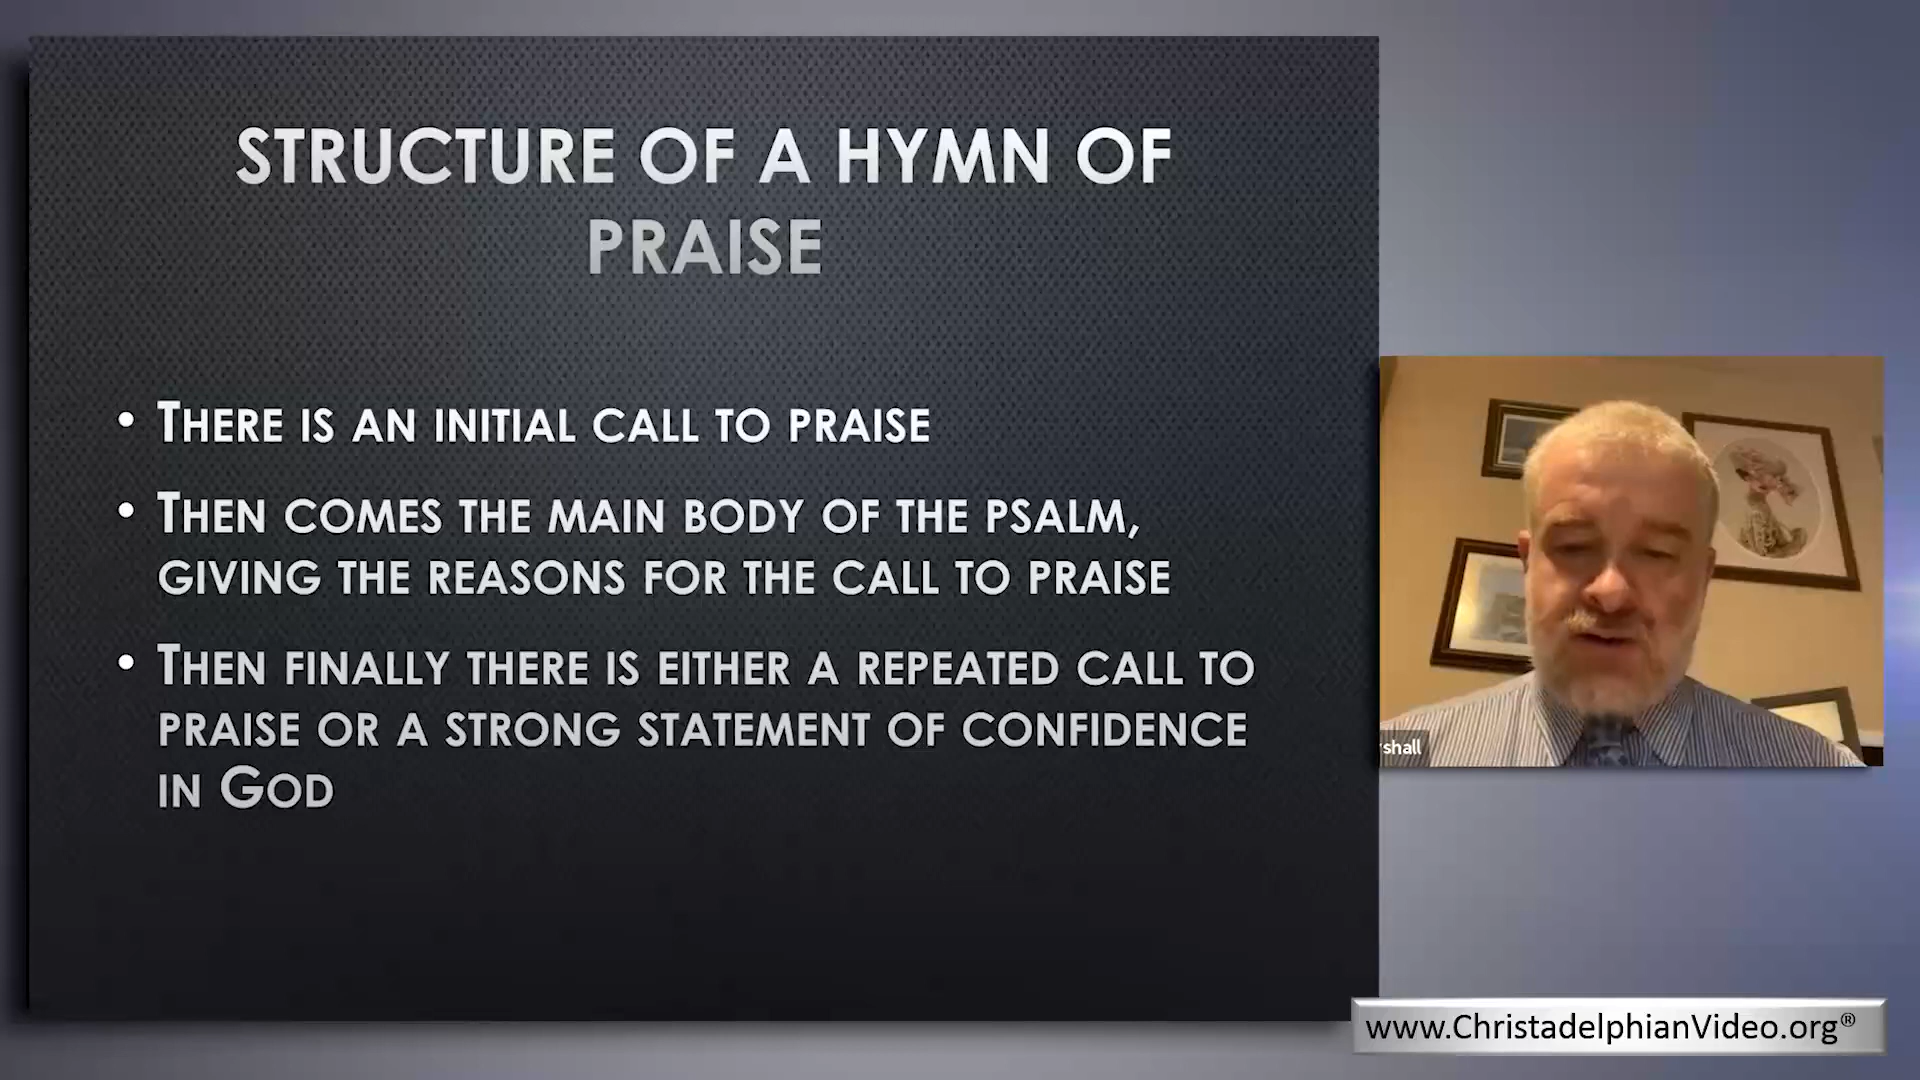 STRUCTURE OF A HYMN OF
PRAISE
• THERE IS AN INITIAL CALL TO PRAISE
• THEN COMES THE MAIN BODY OF THE PSALM,
GIVING THE REASONS FOR THE CALL TO PRAISE
• THEN FINALLY THERE IS EITHER A REPEATED CALL TO
PRAISE OR A STRONG STATEMENT OF CONFIDENCE
IN GOD
shall
www.ChristadelphianVideo.org®